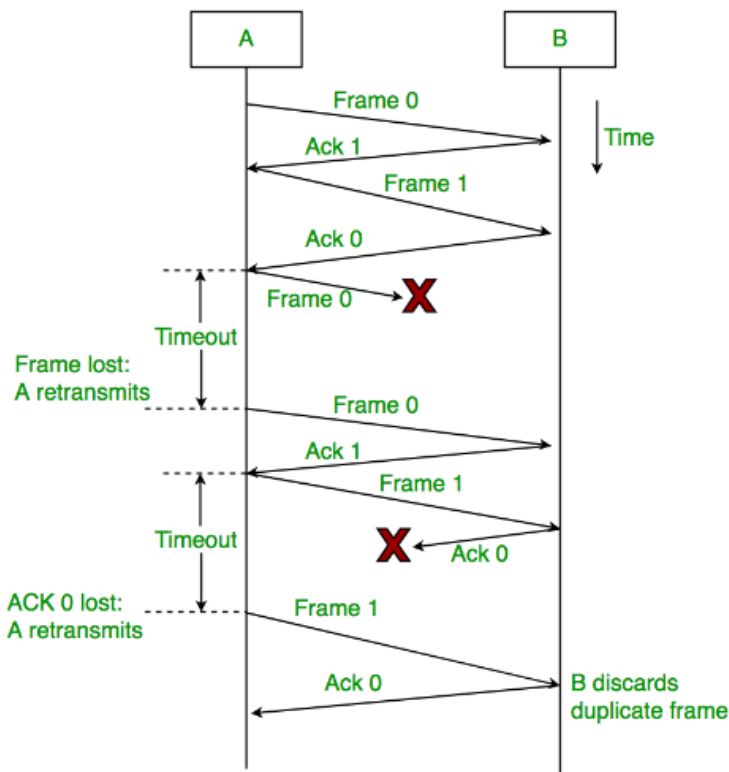 A
B
Frame 0
Time
Ack 1
Frame 1
Ack 0
X
Frame 0
Timeout
Frame lost:
A retransmits
Frame 0
Ack 1
Frame 1
Timeout
X
Ack 0
ACK 0 lost:
A retransmits
Frame 1
Ack 0
B discards
duplicate frame